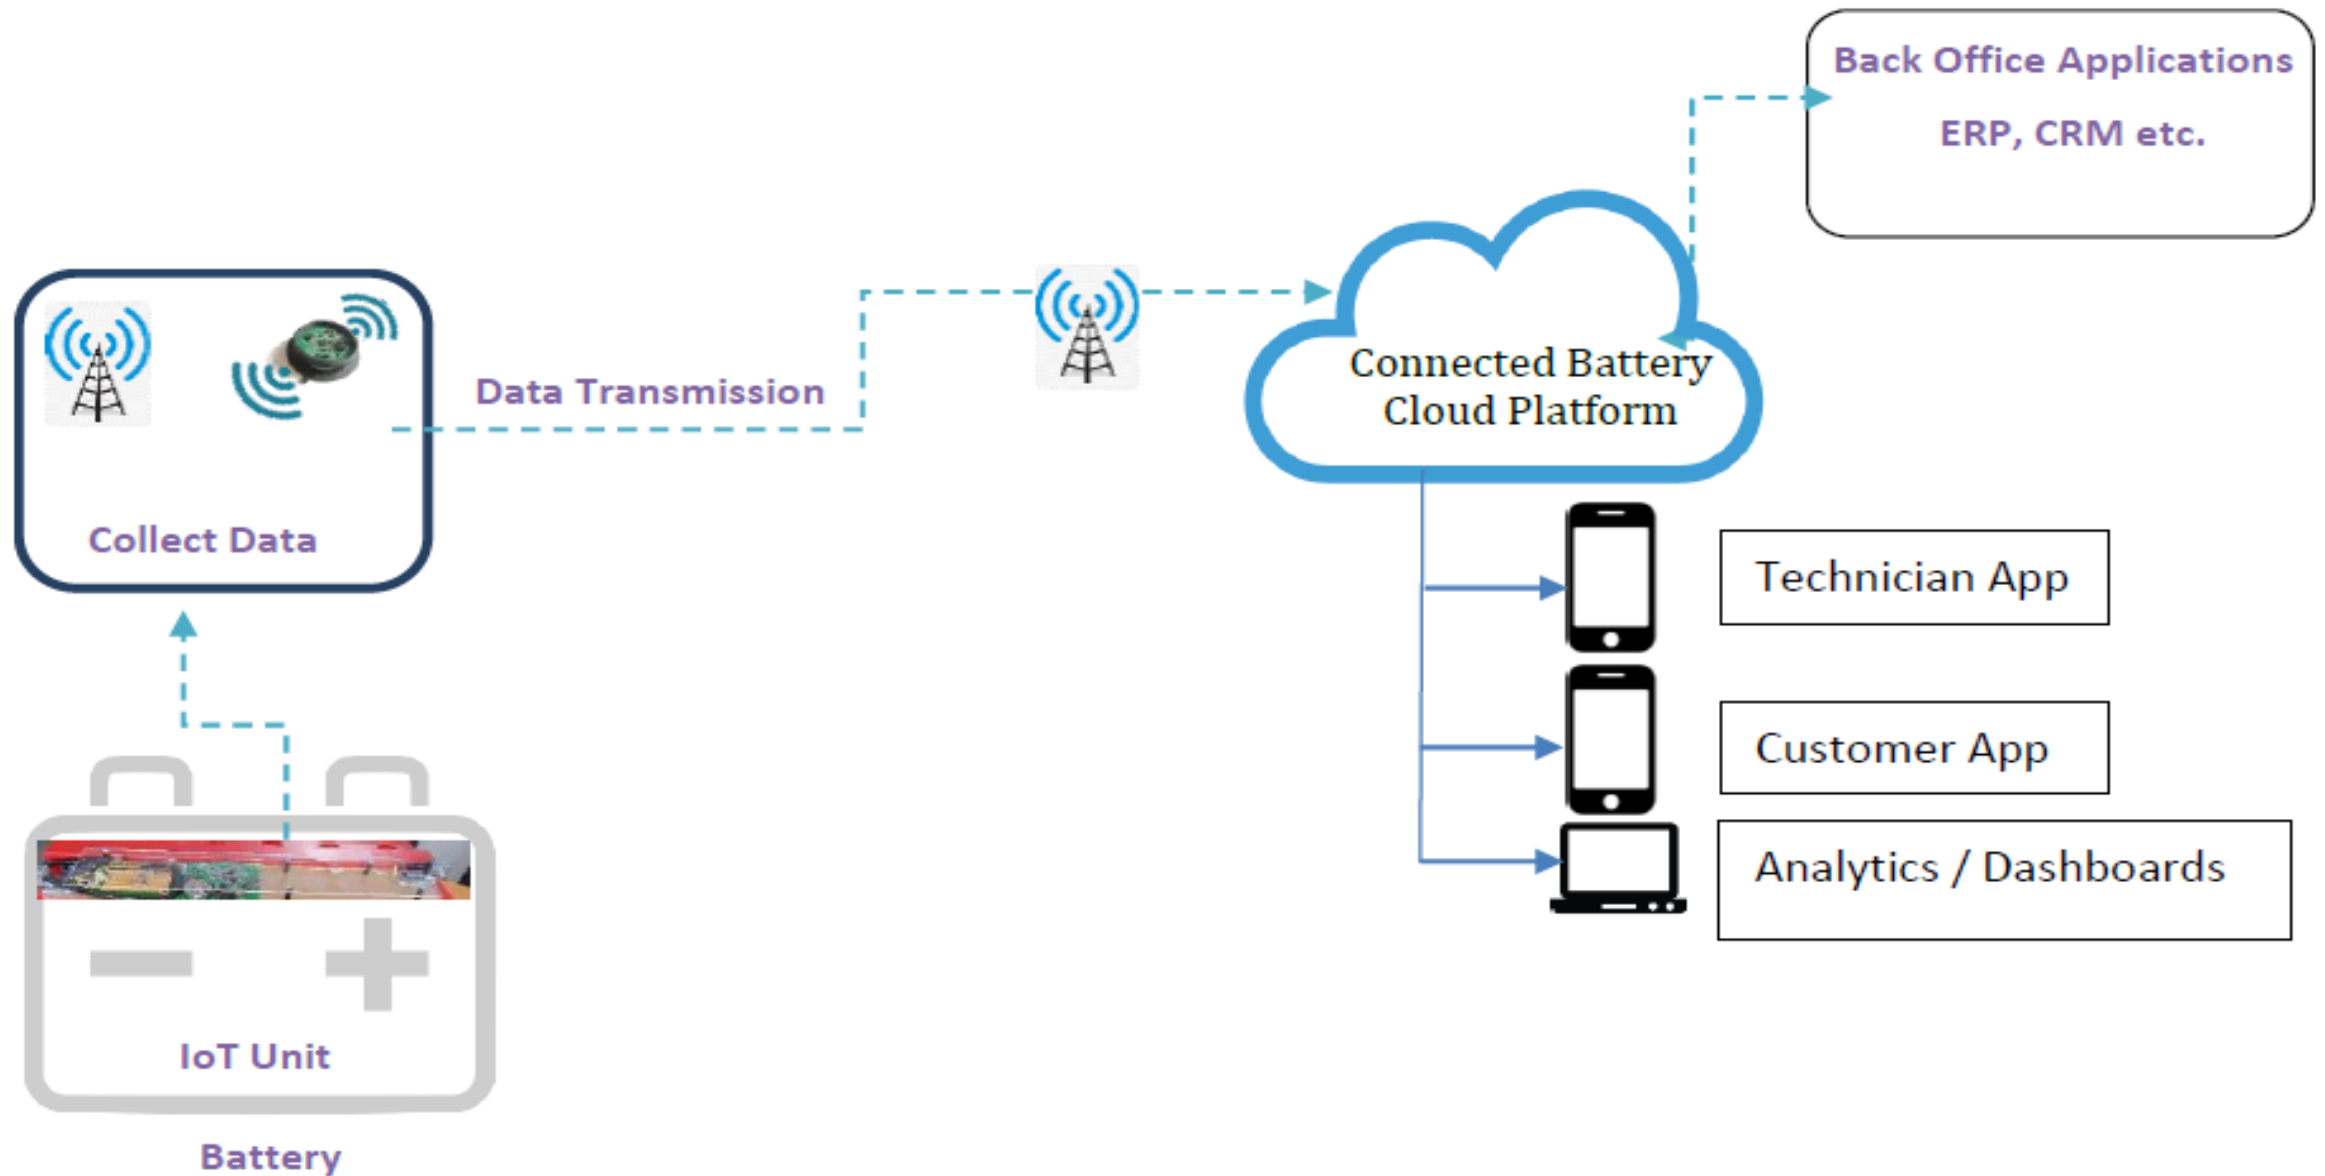 Back Office Applications
ERP, CRM etc.
Data Transmission
Collect Data
Connected Battery
Cloud Platform
Technician App
Customer App
Analytics / Dashboards
IoT Unit
Battery